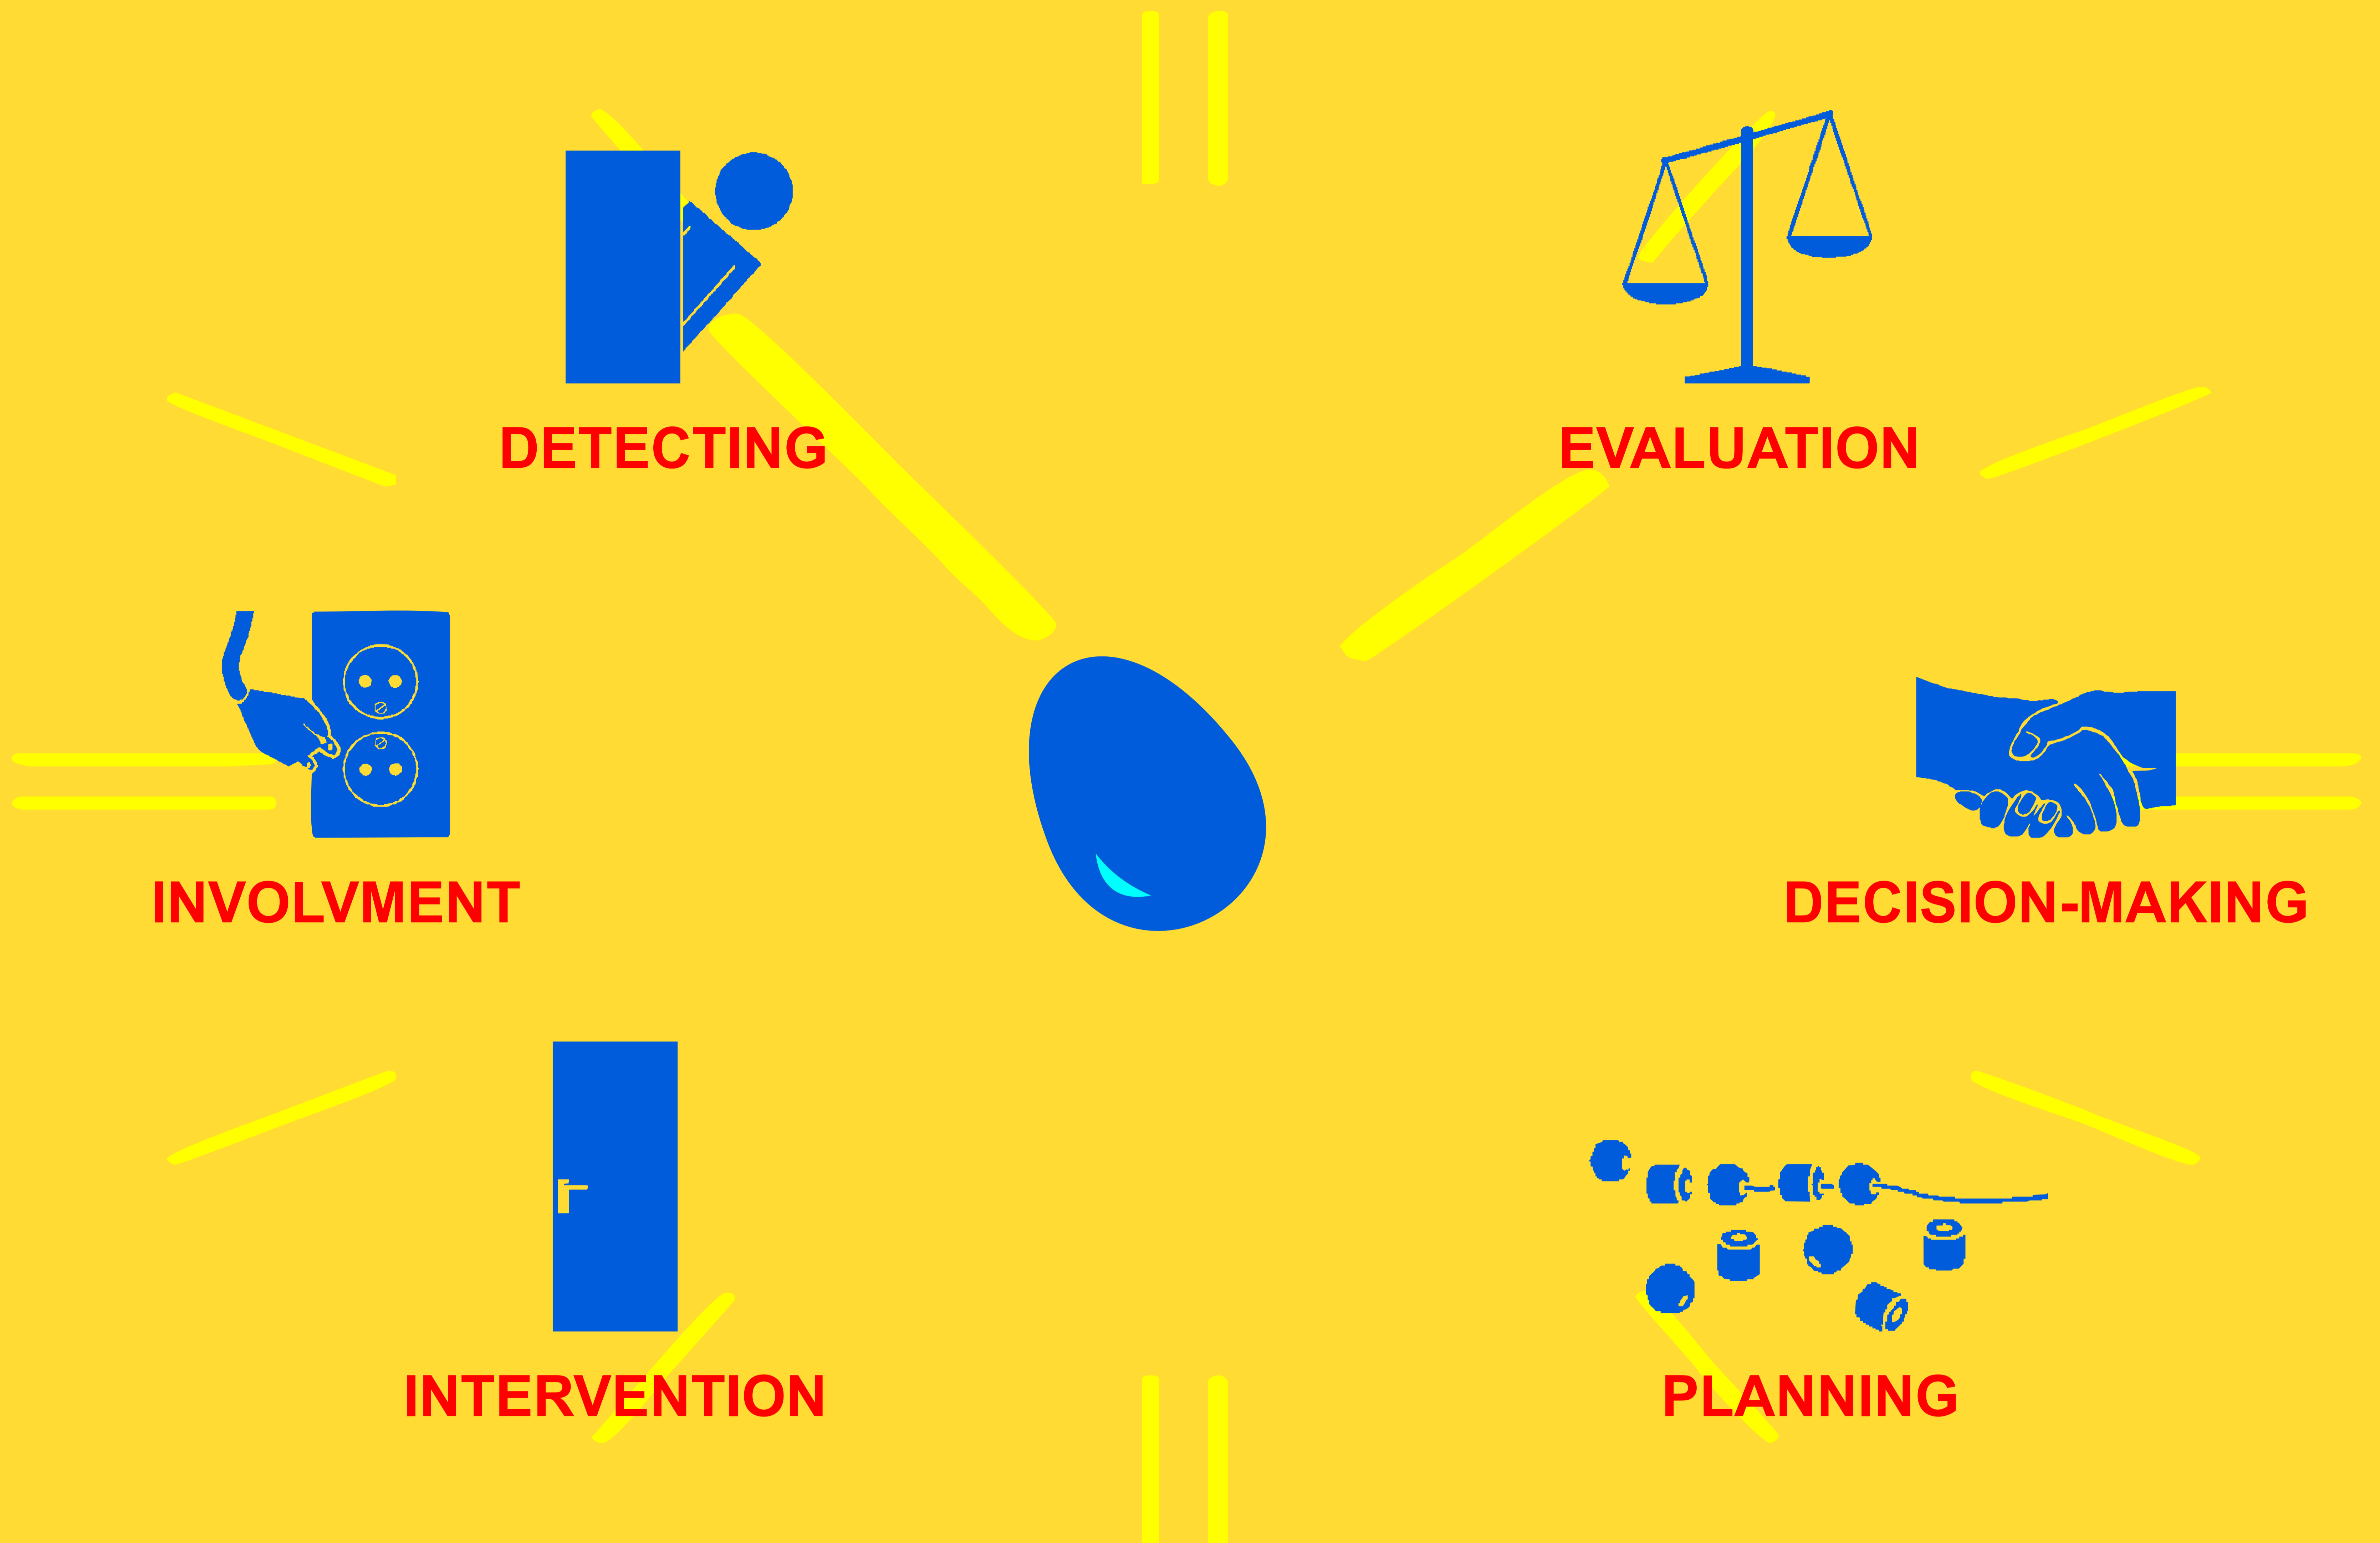 DETECTING
EVALUATION
INVOLVMENT
DECISION-MAKING
INTERVENTION
PLANNING